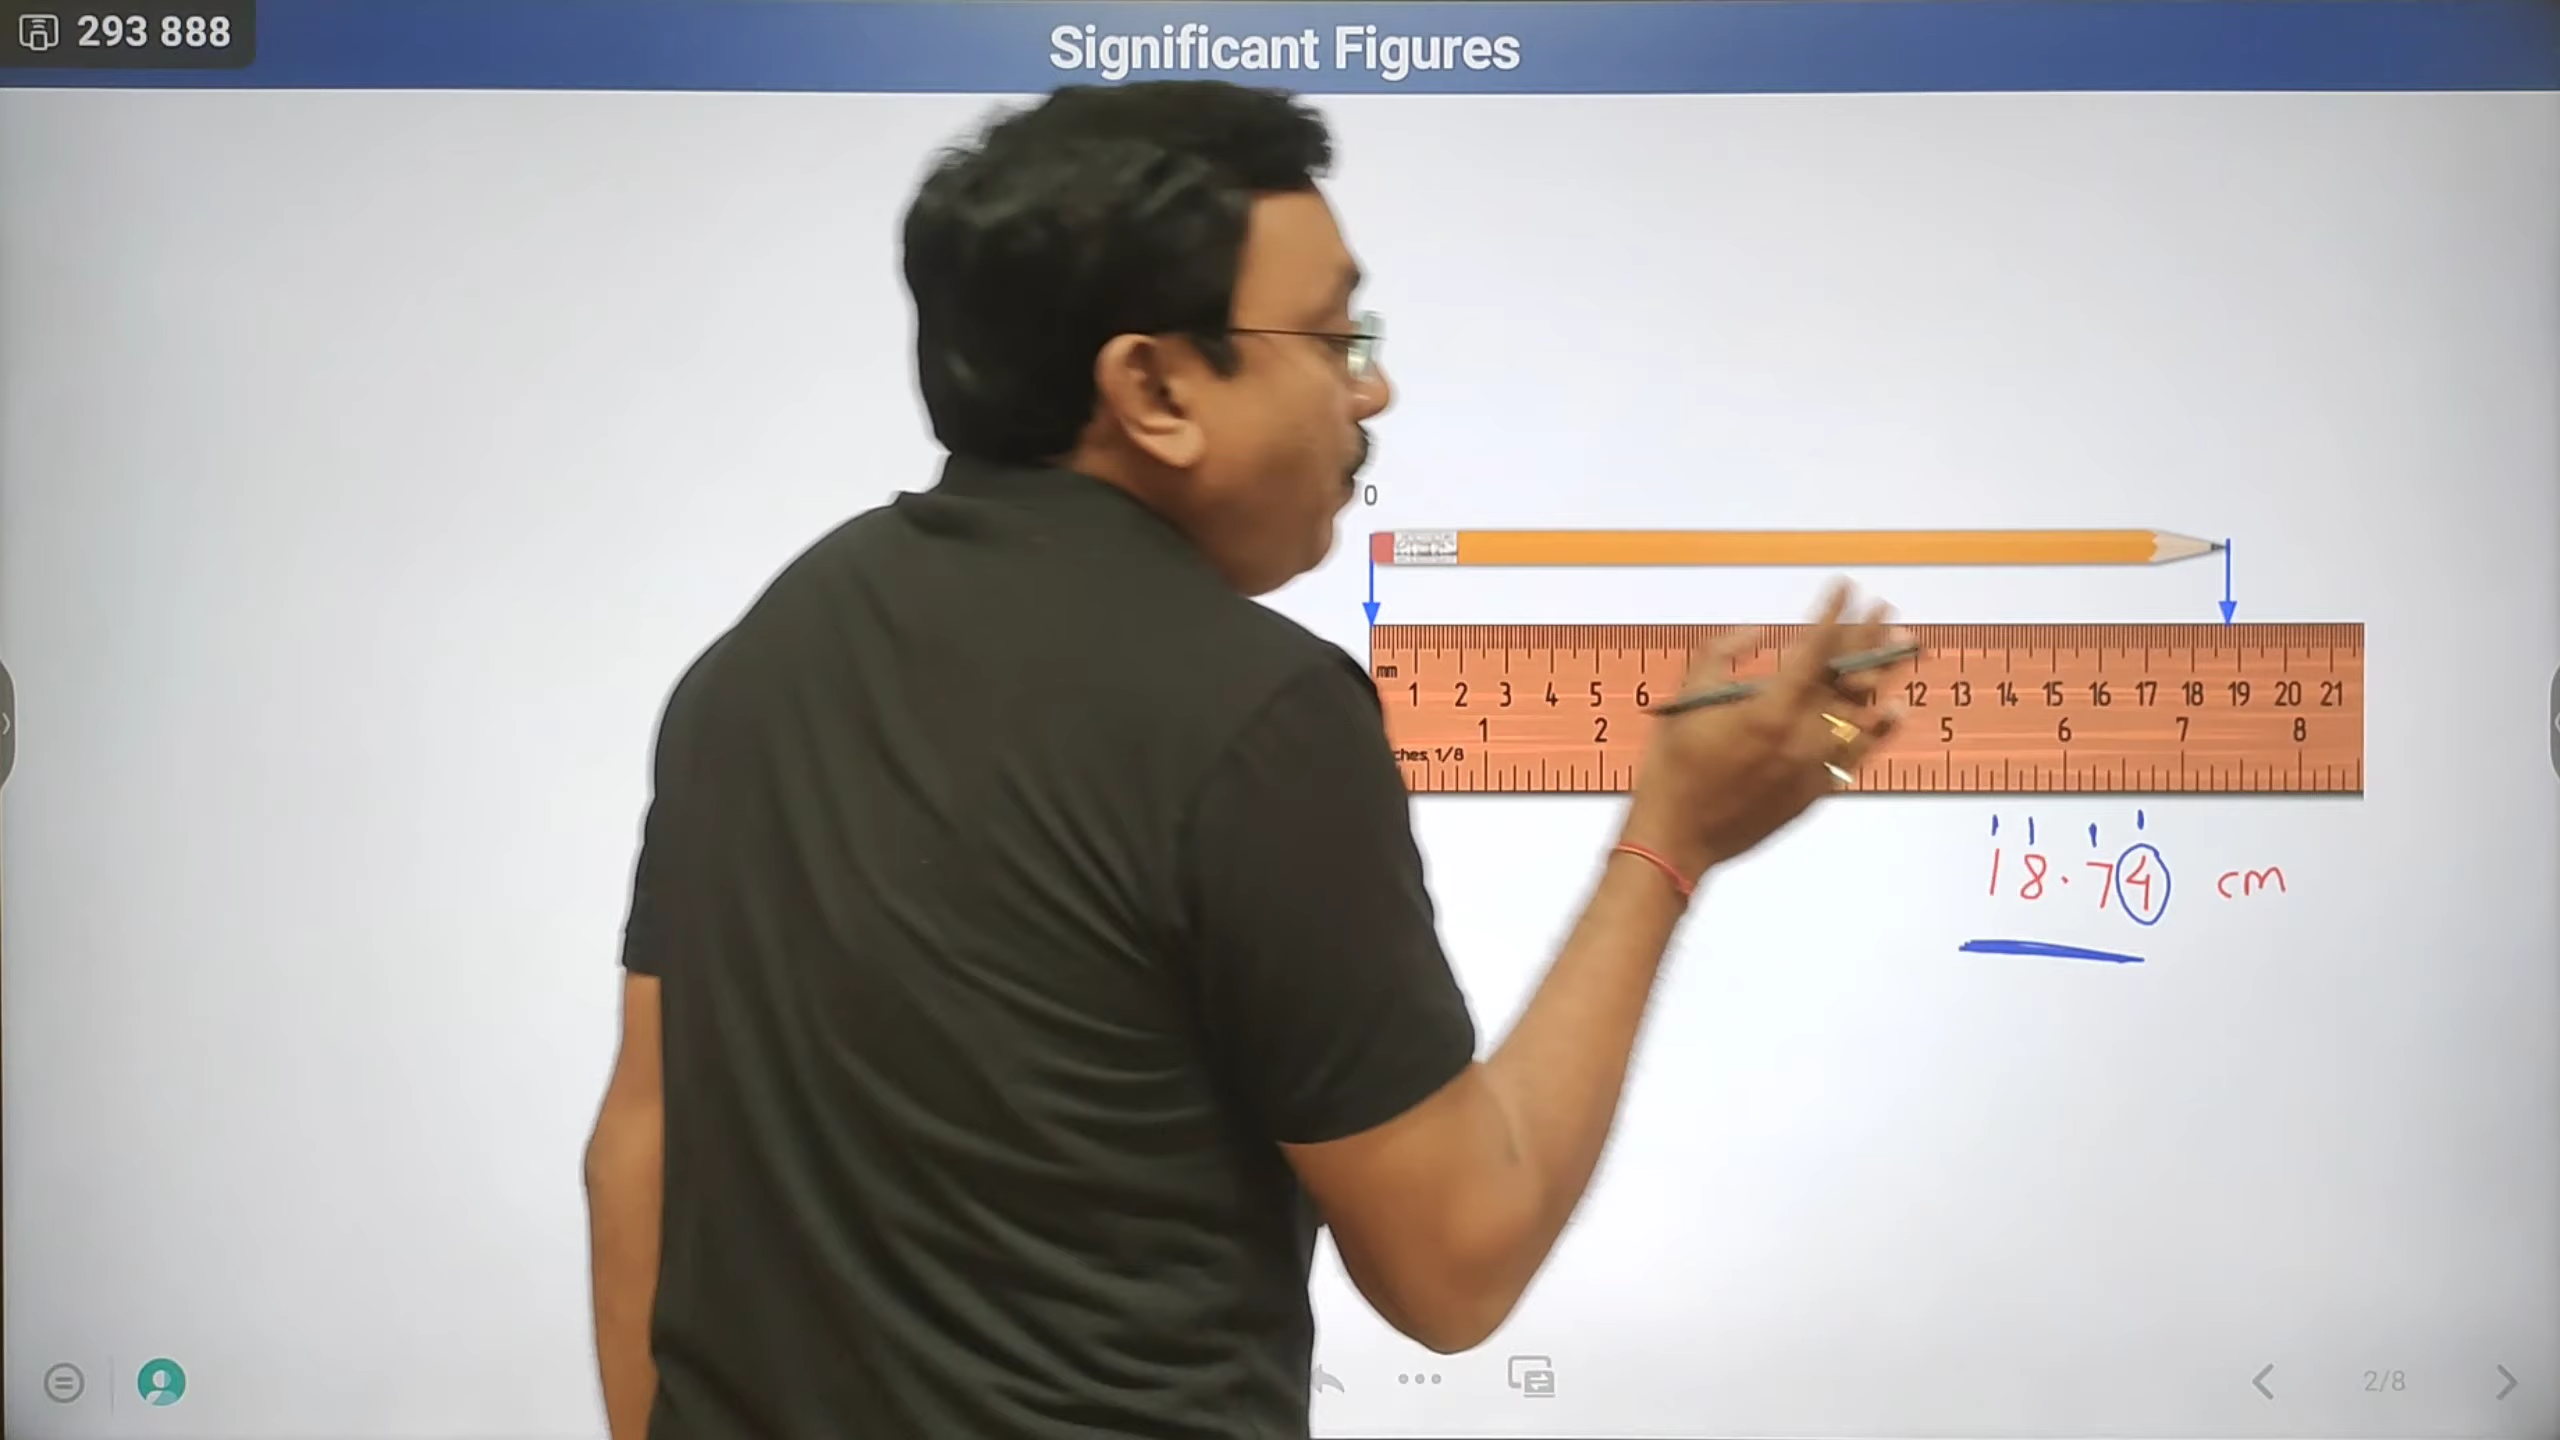 293 888
Significant Figures
0
mm
1 2 3 4 5 6 12 13 14 15 16 17 18 19 20 21
1 2 5 6 7 8
ches 1/8
18.74 cm
2/8